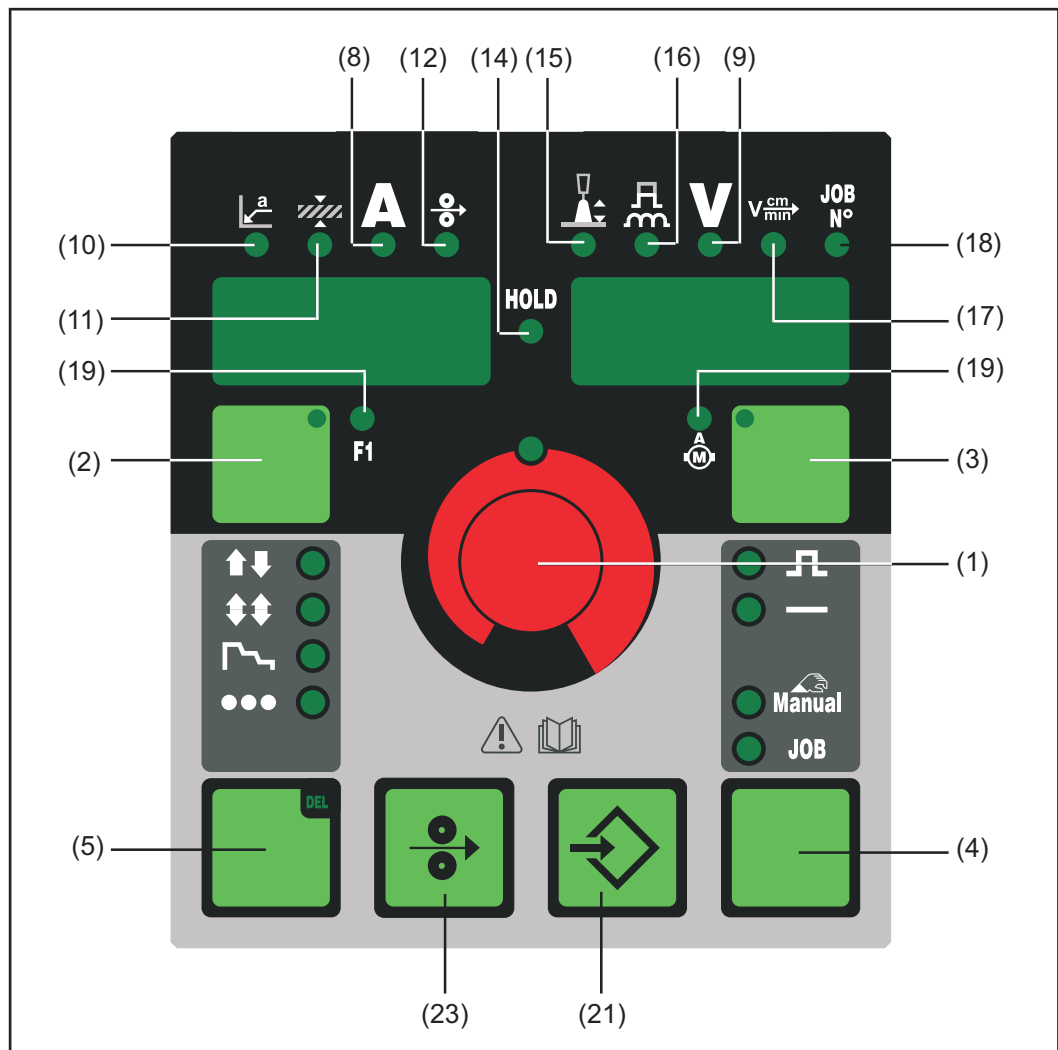 (8) (12) (14) (15) (16) (9)
a A V V cm/min JOB N°
(10) (18)
HOLD
(11) (17)
(19) (19)
F1 A M
(2) (3)
(1)
Manual
JOB
DEL
(5) (4)
(23) (21)